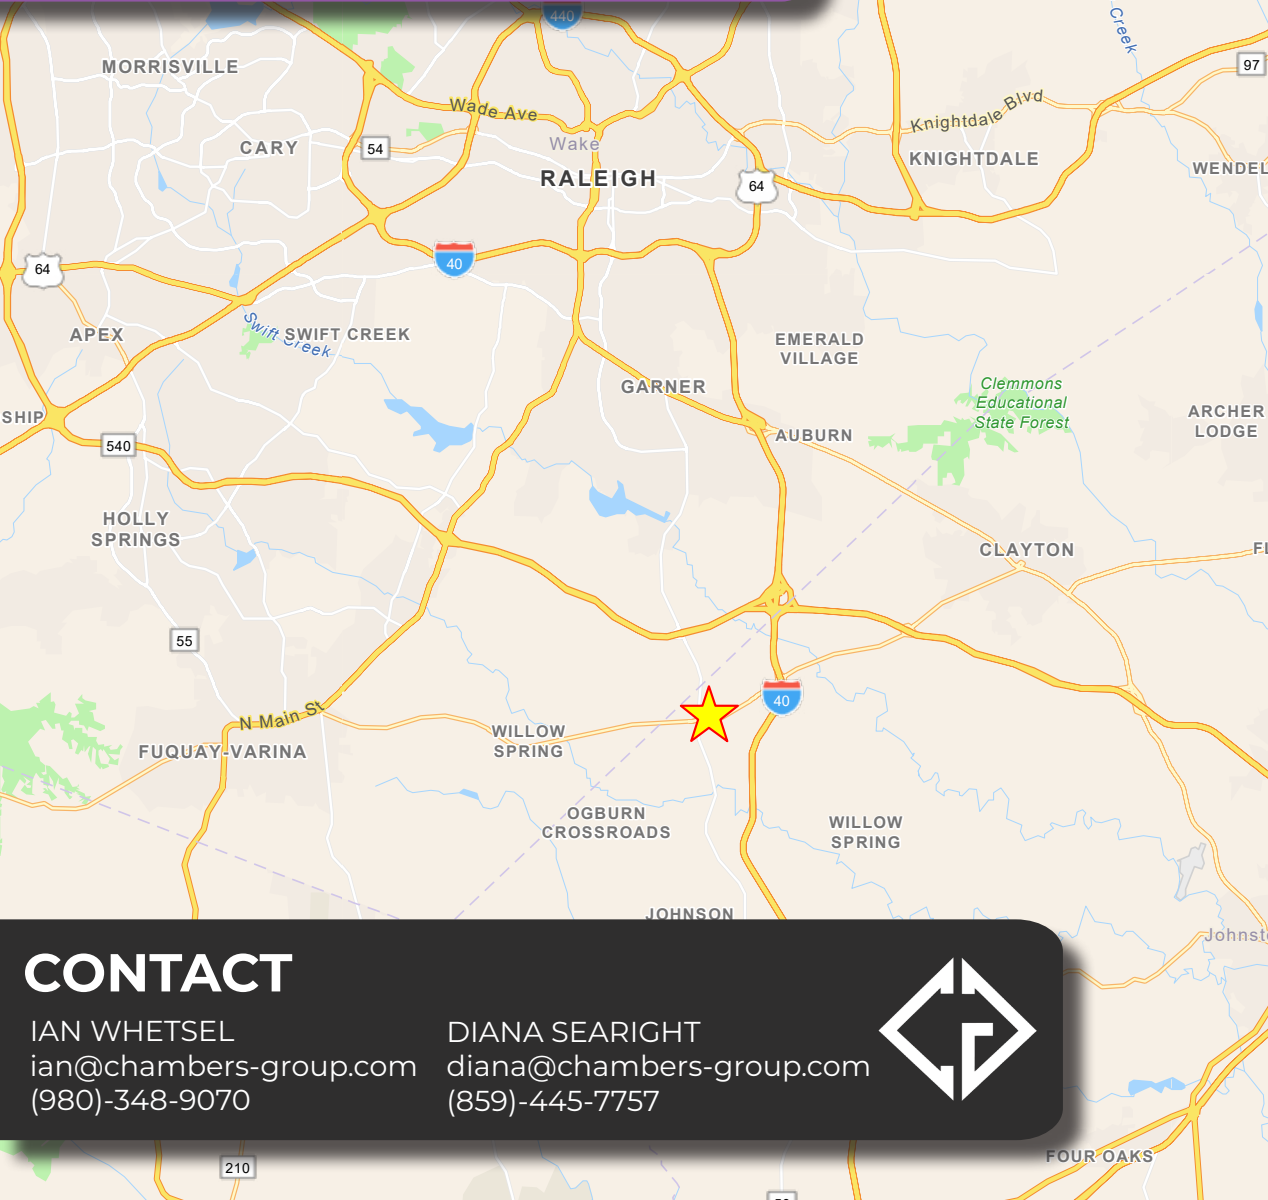 440
Creek
MORRISVILLE
97
Wade Ave
Knightdale Blvd
CARY
54
Wake
KNIGHTDALE
WENDEL
RALEIGH
64
40
64
Swift Creek
APEX
SWIFT CREEK
EMERALD
VILLAGE
GARNER
Clemmons
Educational
State Forest
SHIP
ARCHER
LODGE
AUBURN
540
HOLLY
SPRINGS
CLAYTON
FL
55
40
N Main St
WILLOW
SPRING
FUQUAY-VARINA
OGBURN
CROSSROADS
WILLOW
SPRING
JOHNSON
Johnst
CONTACT
IAN WHETSEL
ian@chambers-group.com
(980)-348-9070
DIANA SEARIGHT
diana@chambers-group.com
(859)-445-7757
FOUR OAKS
210